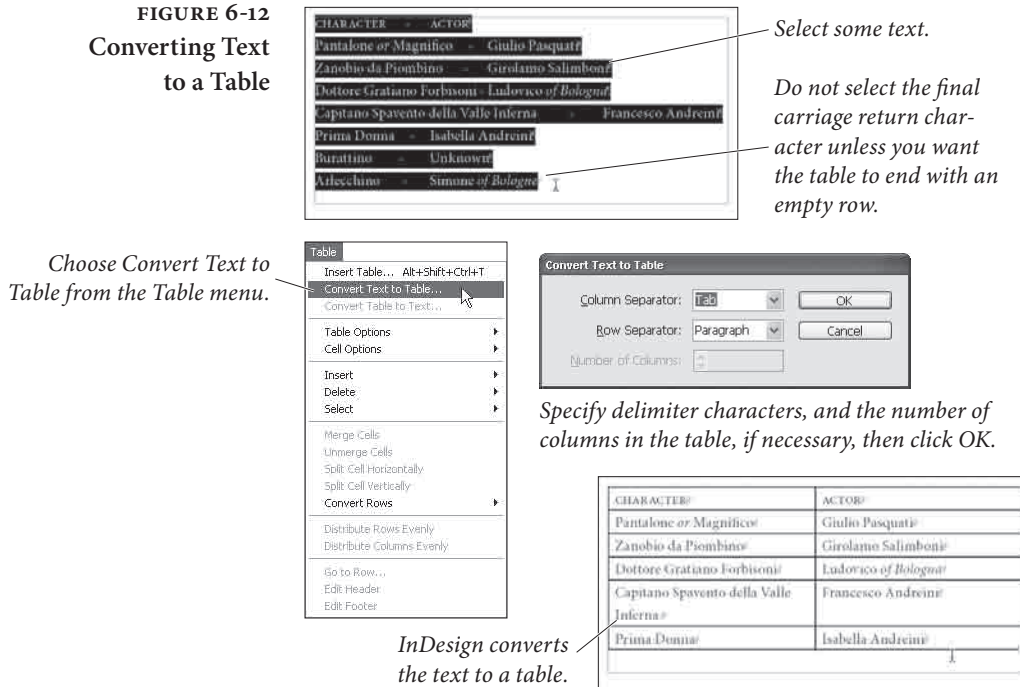 FIGURE 6-12
Converting Text
to a Table
CHARACTER » ACTOR
Pantalone or Magnifico » Giulio Pasquati
Zanobio da Piombino » Girolamo Salimboni
Dottore Gratiano Forbisoni » Ludovico of Bologna
Capitano Spavento della Valle Inferna » Francesco Andreini
Prima Donna » Isabella Andreini
Burattino » Unknown
Arlecchino » Simone of Bologna
Select some text.
Do not select the final
carriage return char-
acter unless you want
the table to end with an
empty row.
Choose Convert Text to
Table from the Table menu.
Table
Insert Table... Alt+Shift+Ctrl+T
Convert Text to Table...
Convert Table to Text...
Table Options
Cell Options
Insert
Delete
Select
Merge Cells
Unmerge Cells
Split Cell Horizontally
Split Cell Vertically
Convert Rows
Distribute Rows Evenly
Distribute Columns Evenly
Go to Row...
Edit Header
Edit Footer
Convert Text to Table
Column Separator: Tab OK
Row Separator: Paragraph Cancel
Number of Columns:
Specify delimiter characters, and the number of
columns in the table, if necessary, then click OK.
CHARACTER ACTOR
Pantalone or Magnifico Giulio Pasquati
Zanobio da Piombino Girolamo Salimboni
Dottore Gratiano Forbisoni Ludovico of Bologna
Capitano Spavento della Valle Francesco Andreini
Inferna
Prima Donna Isabella Andreini
InDesign converts
the text to a table.